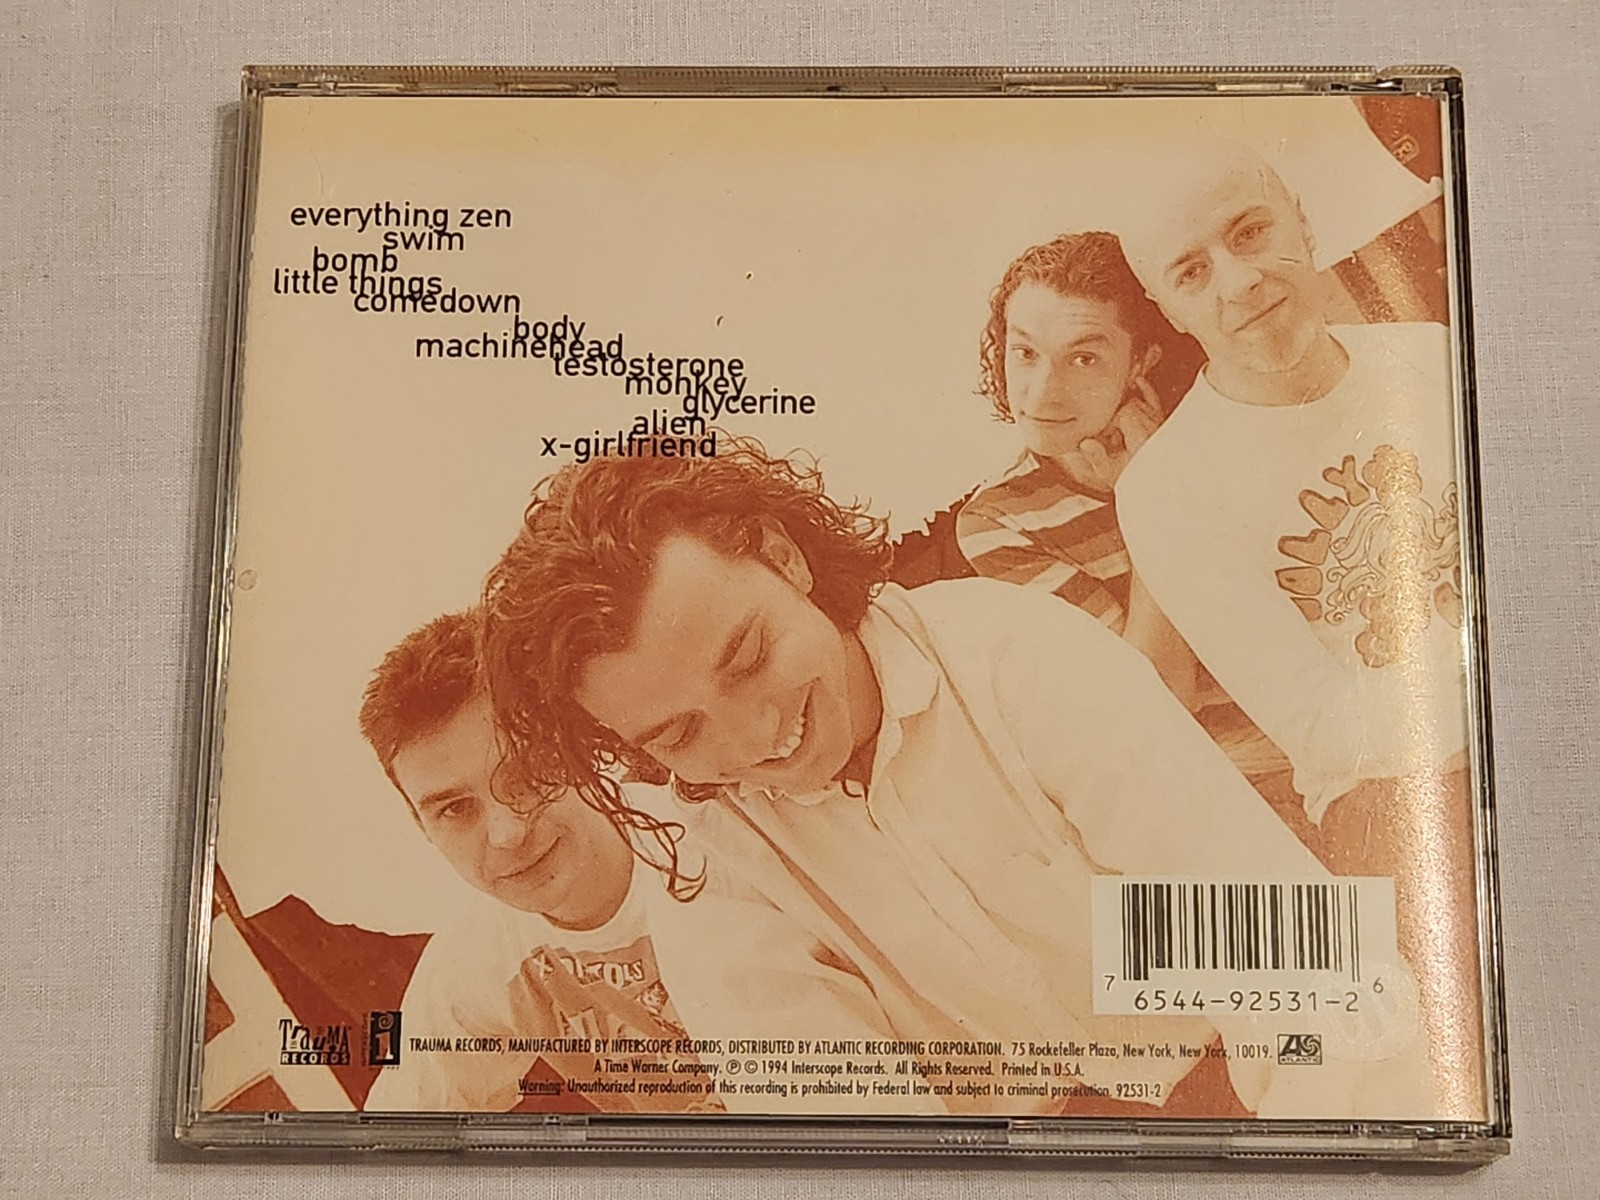 everything zen
swim
bomb
little things
comedown
body
machinehead
testosterone
monkey
glycerine
alien
x-girlfriend
7 6544-92531-2 6
TRAUMA RECORDS
i
TRAUMA RECORDS, MANUFACTURED BY INTERSCOPE RECORDS, DISTRIBUTED BY ATLANTIC RECORDING CORPORATION. 75 Rockefeller Plaza, New York, New York, 10019.
ATLANTIC
A Time Warner Company. ℗ © 1994 Interscope Records. All Rights Reserved. Printed in U.S.A.
Warning: Unauthorized reproduction of this recording is prohibited by Federal law and subject to criminal prosecution. 92531-2